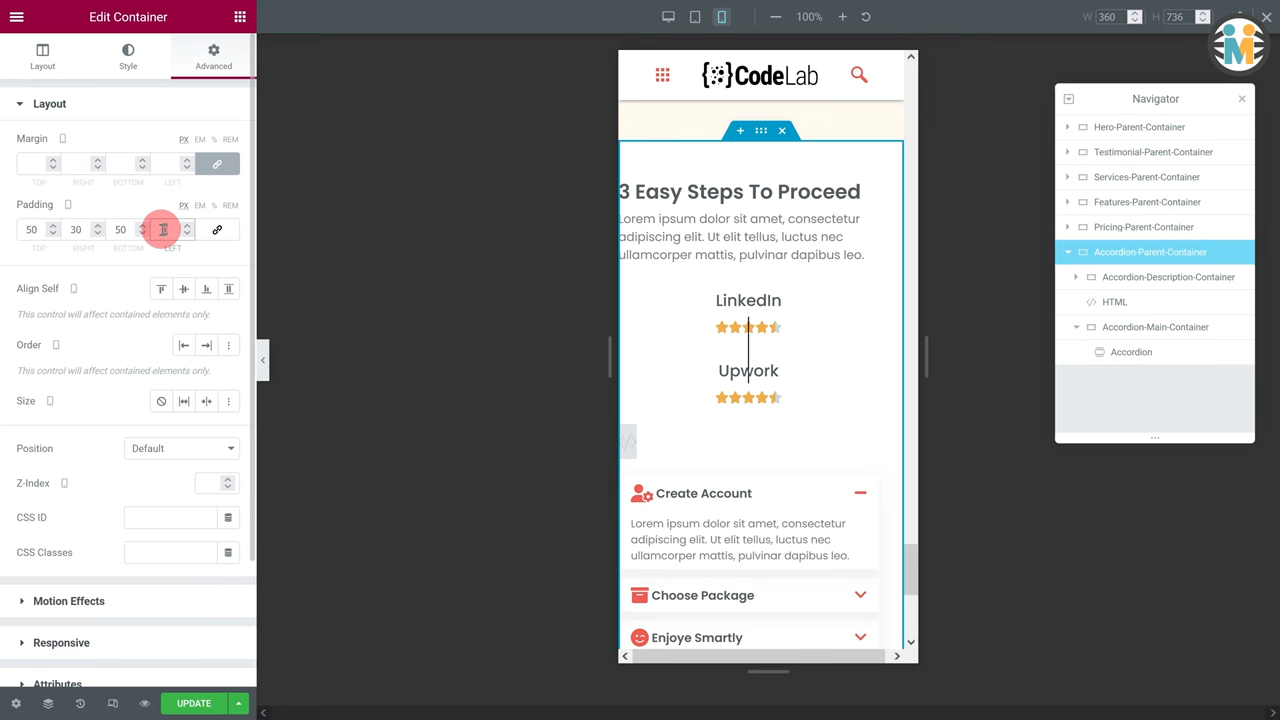 Edit Container
Layout
Style
Advanced
Layout
Margin
PX EM % REM
TOP RIGHT BOTTOM LEFT
Padding
PX EM % REM
50 30 50
TOP RIGHT BOTTOM LEFT
Align Self
This control will affect contained elements only.
Order
This control will affect contained elements only.
Size
Position
Default
Z-Index
CSS ID
CSS Classes
Motion Effects
Responsive
Attributes
UPDATE
100%
W 360
H 736
CodeLab
3 Easy Steps To Proceed
Lorem ipsum dolor sit amet, consectetur
adipiscing elit. Ut elit tellus, luctus nec
ullamcorper mattis, pulvinar dapibus leo.
LinkedIn
Upwork
Create Account
Lorem ipsum dolor sit amet, consectetur
adipiscing elit. Ut elit tellus, luctus nec
ullamcorper mattis, pulvinar dapibus leo.
Choose Package
Enjoye Smartly
Navigator
Hero-Parent-Container
Testimonial-Parent-Container
Services-Parent-Container
Features-Parent-Container
Pricing-Parent-Container
Accordion-Parent-Container
Accordion-Description-Container
HTML
Accordion-Main-Container
Accordion